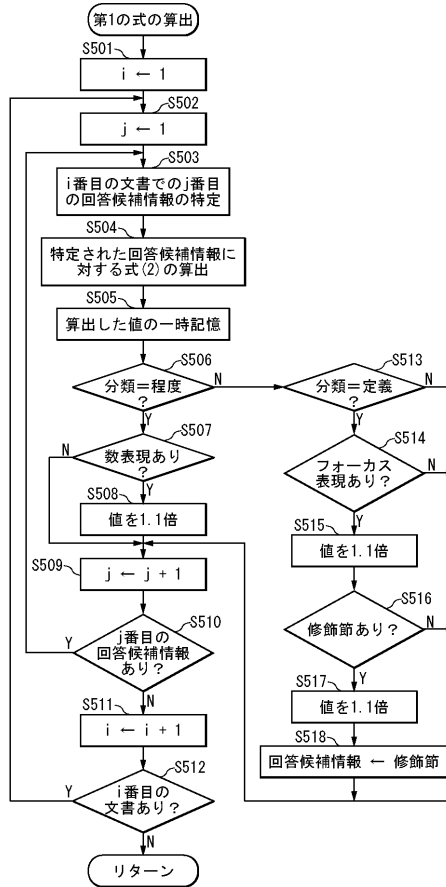 第1の式の算出
S501
i ← 1
S502
j ← 1
S503
i番目の文書でのj番目
の回答候補情報の特定
S504
特定された回答候補情報に
対する式(2)の算出
S505
算出した値の一時記憶
S506
分類＝程度
？
N
Y
S507
数表現あり
？
N
Y
S508
値を1.1倍
S509
j ← j + 1
S510
j番目の
回答候補情報
あり？
Y
N
S511
i ← i + 1
S512
i番目の
文書あり？
Y
N
リターン
S513
分類＝定義
？
N
Y
S514
フォーカス
表現あり？
N
Y
S515
値を1.1倍
S516
修飾節あり？
N
Y
S517
値を1.1倍
S518
回答候補情報 ← 修飾節